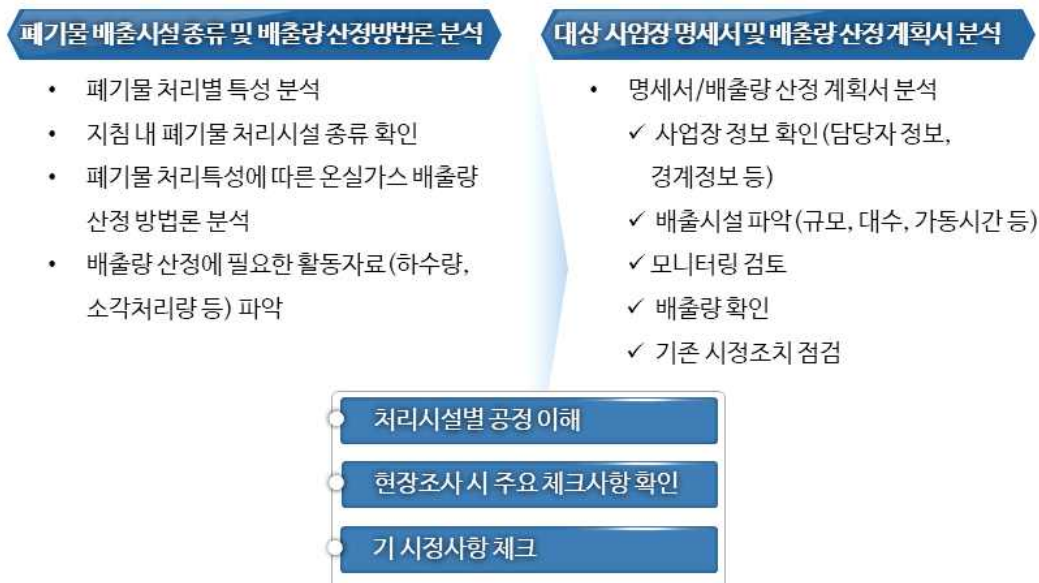 폐기물 배출시설 종류 및 배출량 산정방법론 분석
• 폐기물 처리별 특성 분석
• 지침 내 폐기물 처리시설 종류 확인
• 폐기물 처리특성에 따른 온실가스 배출량
산정 방법론 분석
• 배출량 산정에 필요한 활동자료(하수량,
소각처리량 등) 파악
대상 사업장 명세서 및 배출량 산정 계획서 분석
• 명세서/배출량 산정 계획서 분석
✓ 사업장 정보 확인(담당자 정보,
경계정보 등)
✓ 배출시설 파악(규모, 대수, 가동시간 등)
✓ 모니터링 검토
✓ 배출량 확인
✓ 기존 시정조치 점검
처리시설별 공정 이해
현장조사 시 주요 체크사항 확인
기 시정사항 체크